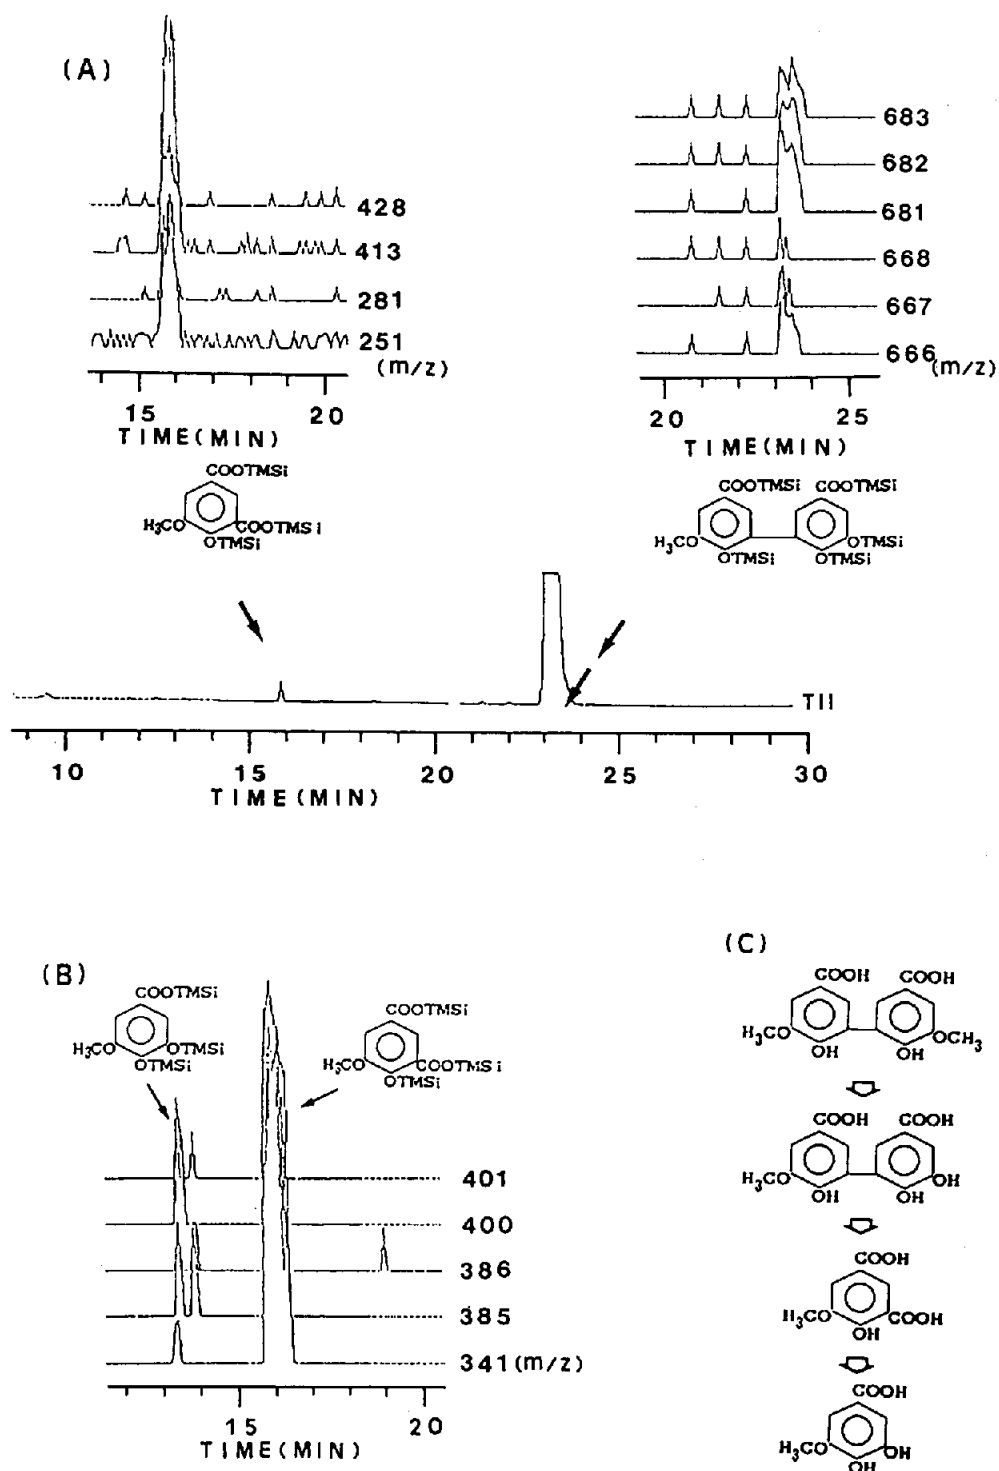 (A)
428
413
281
251
(m/z)
15 20
TIME(MIN)
683
682
681
668
667
666
(m/z)
20 25
TIME(MIN)
COOTMSi
H3CO COOTMSi
OTMSi
COOTMSi COOTMSi
H3CO OTMSi
OTMSi OTMSi
TII
10 15 20 25 30
TIME(MIN)
(B)
COOTMSi
H3CO OTMSi
OTMSi
COOTMSi
H3CO COOTMSi
OTMSi
401
400
386
385
341(m/z)
15 20
TIME(MIN)
(C)
COOH COOH
H3CO OCH3
OH OH
COOH COOH
H3CO OH
OH OH
COOH
H3CO COOH
OH
COOH
H3CO OH
OH